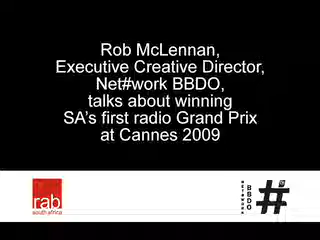 Rob McLennan,
Executive Creative Director,
Net#work BBDO,
talks about winning
SA's first radio Grand Prix
at Cannes 2009
rab
south africa
NETWORK
BBDO
#